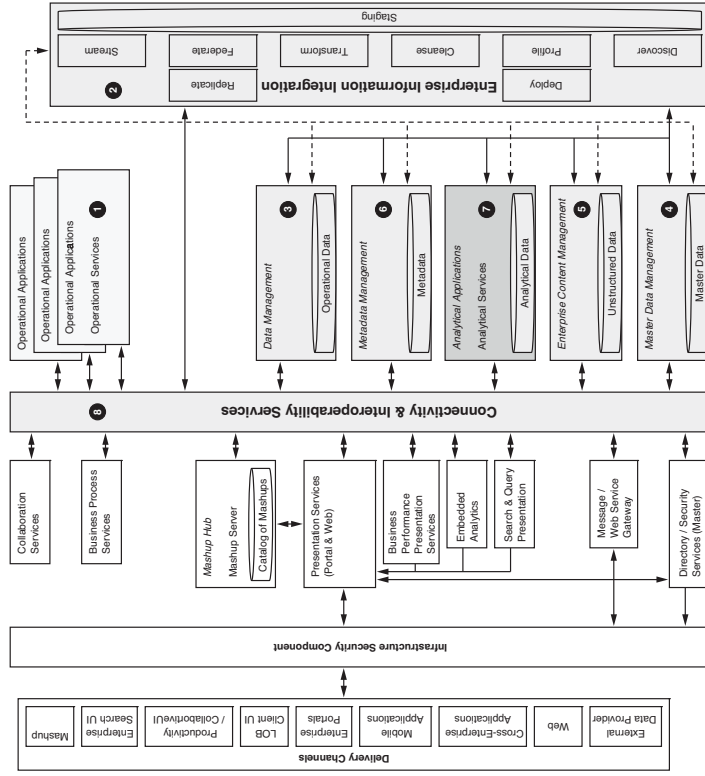 Delivery Channels
Mashup
Enterprise
Search UI
Productivity
/ CollabortiveUI
LOB
Client UI
Enterprise
Portals
Mobile
Applications
Cross-Enterprise
Applications
Web
External
Data Provider
Infrastructure Security Component
Collaboration
Services
Business Process
Services
Mashup Hub
Mashup Server
Catalog of Mashups
Presentation Services
(Portal & Web)
Business
Performance
Presentation
Services
Embedded
Analytics
Search & Query
Presentation
Message /
Web Service
Gateway
Directory / Security
Services (Master)
8
Connectivity & Interoperability Services
Operational Applications
Operational Applications
Operational Applications
Operational Services
1
Data Management
3
Operational Data
Metadata Management
6
Metadata
Analytical Applications
7
Analytical Services
Analytical Data
Enterprise Content Management
5
Unstructured Data
Master Data Management
4
Master Data
2
Enterprise Information Integration
Replicate
Deploy
Stream
Federate
Transform
Cleanse
Profile
Discover
Staging